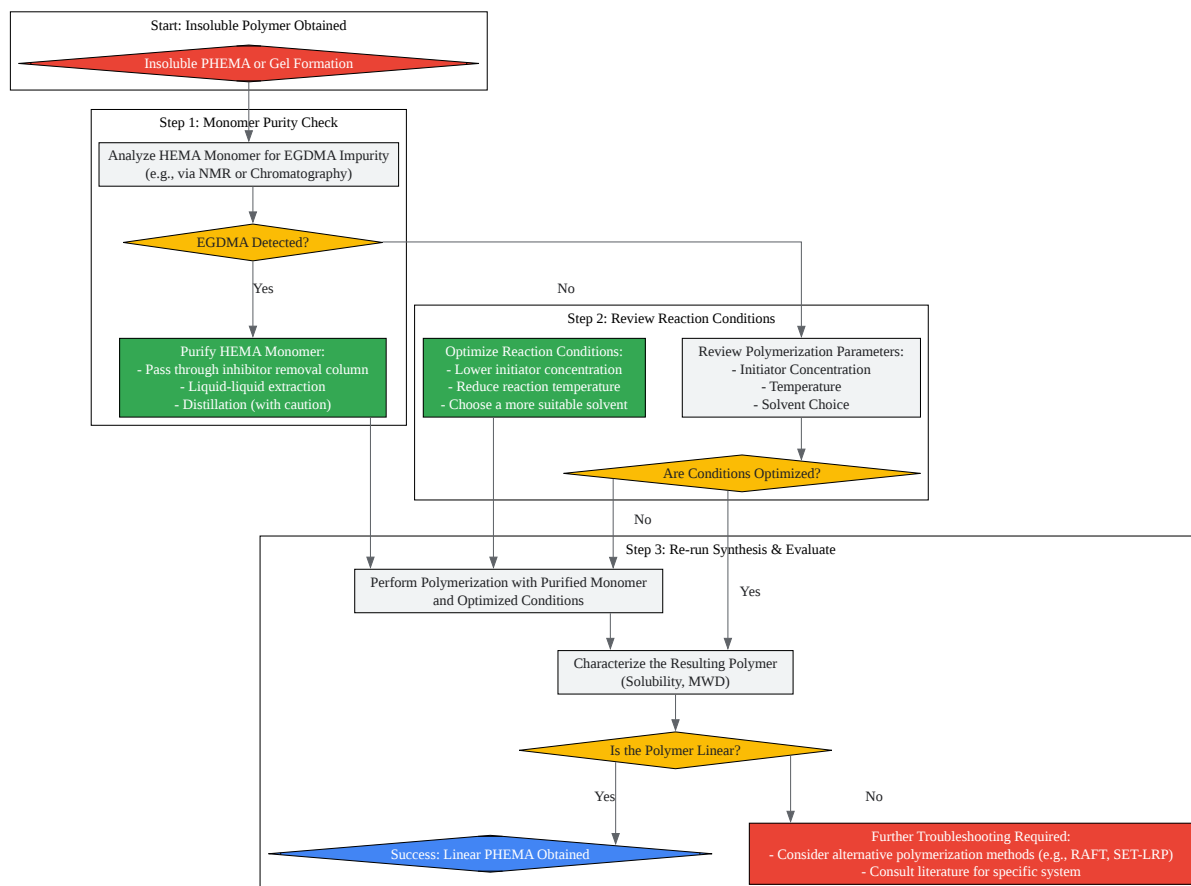 Start: Insoluble Polymer Obtained
Insoluble PHEMA or Gel Formation
Step 1: Monomer Purity Check
Analyze HEMA Monomer for EGDMA Impurity
(e.g., via NMR or Chromatography)
EGDMA Detected?
Yes
No
Purify HEMA Monomer:
- Pass through inhibitor removal column
- Liquid-liquid extraction
- Distillation (with caution)
Step 2: Review Reaction Conditions
Optimize Reaction Conditions:
- Lower initiator concentration
- Reduce reaction temperature
- Choose a more suitable solvent
Review Polymerization Parameters:
- Initiator Concentration
- Temperature
- Solvent Choice
Are Conditions Optimized?
No
Yes
Step 3: Re-run Synthesis & Evaluate
Perform Polymerization with Purified Monomer
and Optimized Conditions
Characterize the Resulting Polymer
(Solubility, MWD)
Is the Polymer Linear?
Yes
No
Success: Linear PHEMA Obtained
Further Troubleshooting Required:
- Consider alternative polymerization methods (e.g., RAFT, SET-LRP)
- Consult literature for specific system